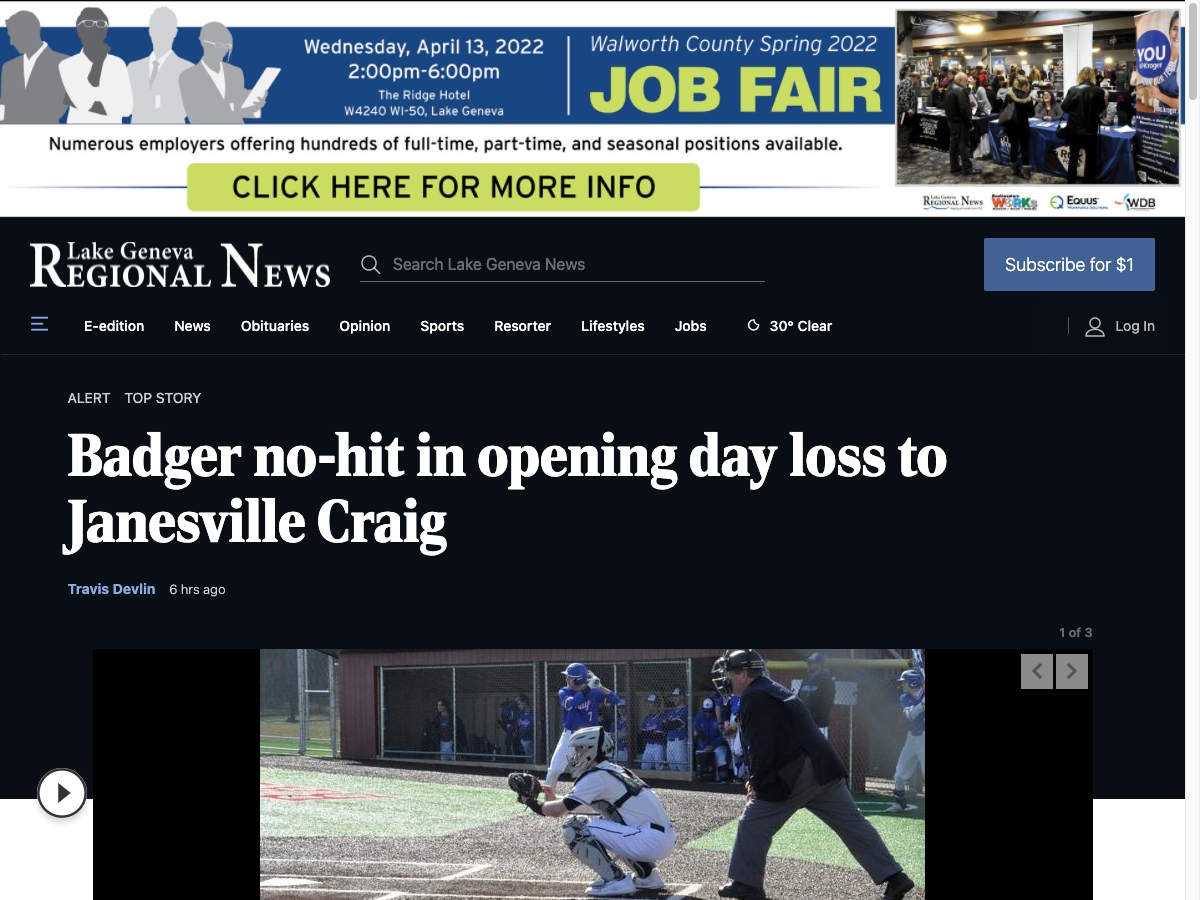 Wednesday, April 13, 2022
2:00pm-6:00pm
The Ridge Hotel
W4240 WI-50, Lake Geneva
Walworth County Spring 2022
JOB FAIR
YOU
Numerous employers offering hundreds of full-time, part-time, and seasonal positions available.
CLICK HERE FOR MORE INFO
Lake Geneva
REGIONAL NEWS
WORKs
EQUUS
WDB
Lake Geneva
REGIONAL NEWS
Search Lake Geneva News
Subscribe for $1
E-edition News Obituaries Opinion Sports Resorter Lifestyles Jobs 30° Clear Log In
ALERT TOP STORY
Badger no-hit in opening day loss to
Janesville Craig
Travis Devlin 6 hrs ago
1 of 3
7